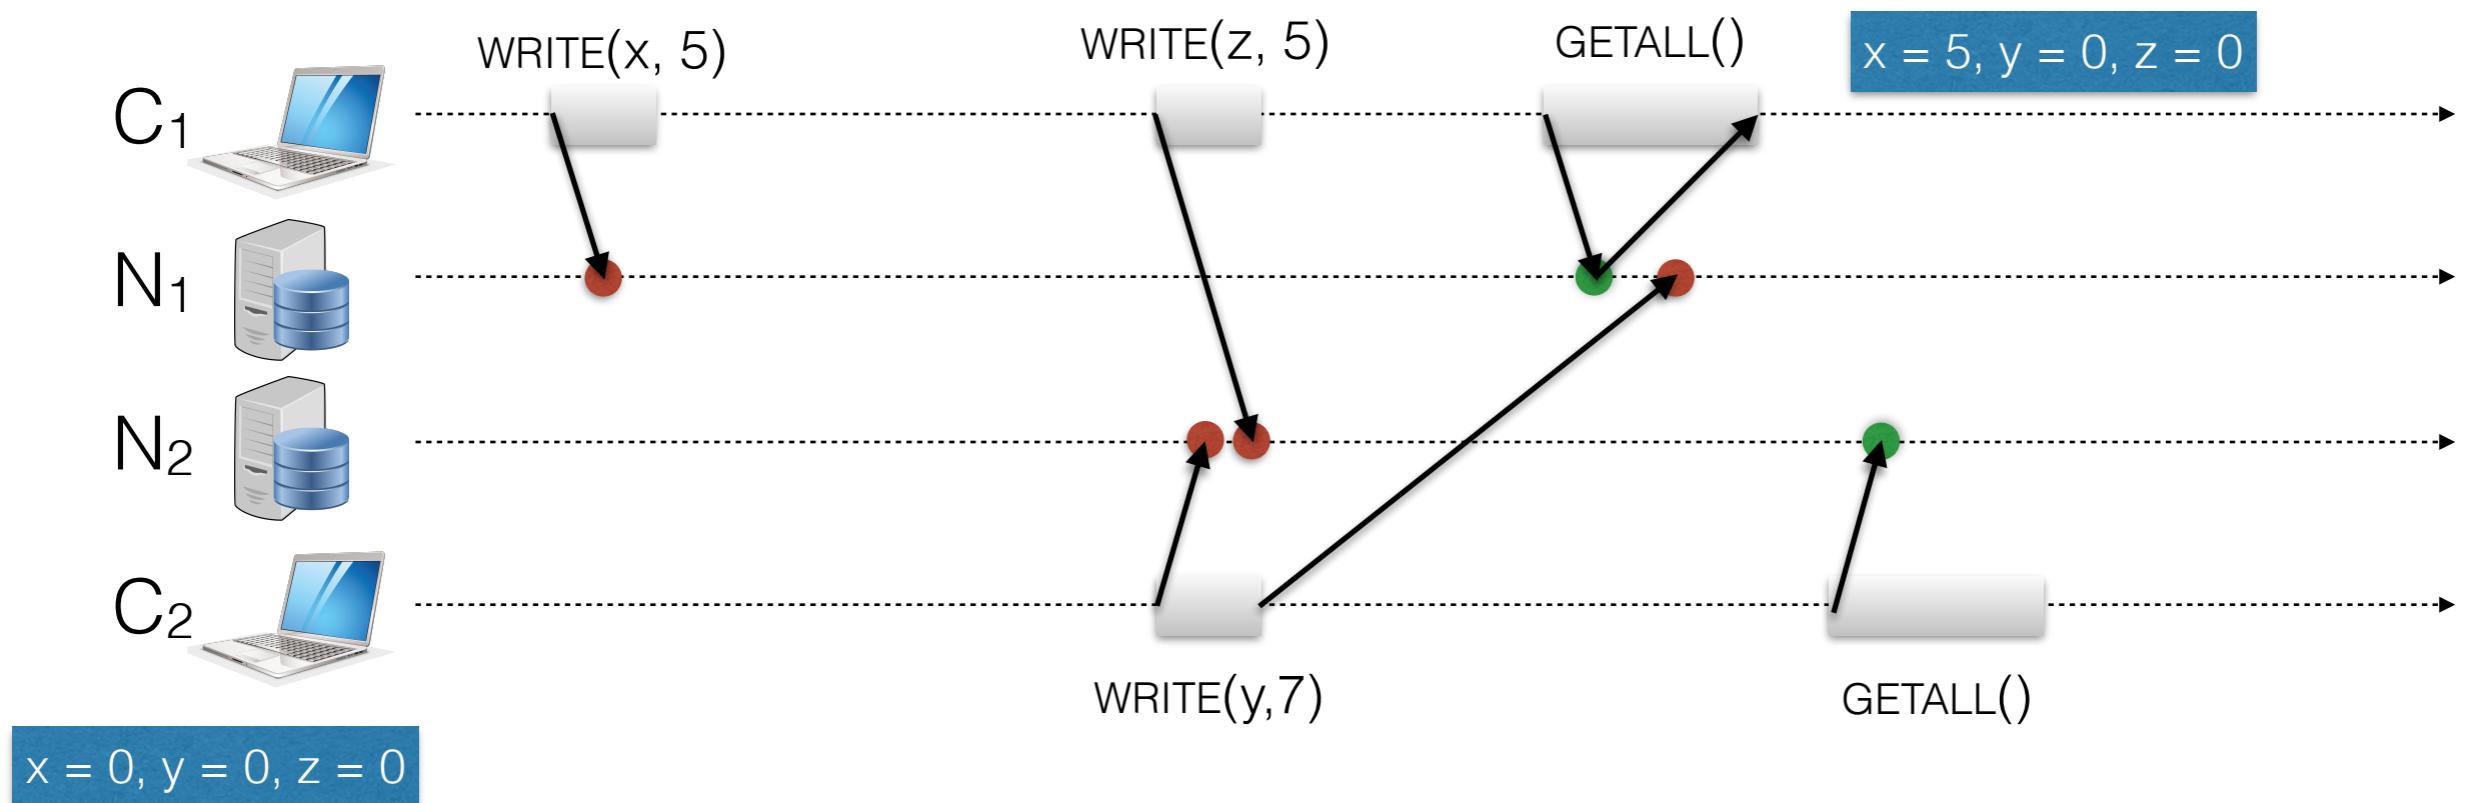 WRITE(x, 5)
WRITE(z, 5)
GETALL()
x = 5, y = 0, z = 0
C1
N1
N2
C2
WRITE(y,7)
GETALL()
x = 0, y = 0, z = 0